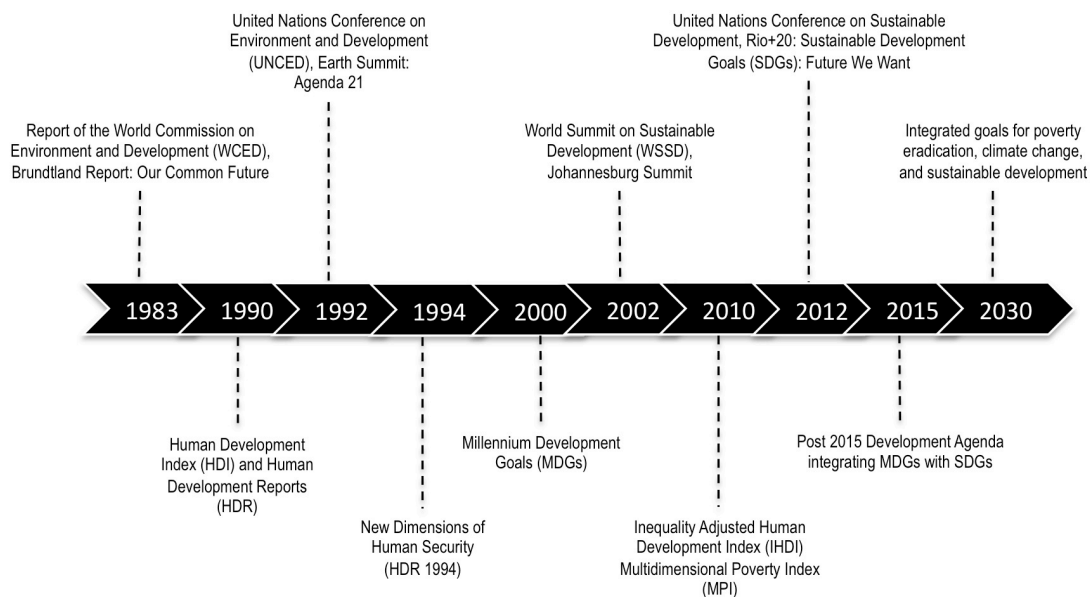 United Nations Conference on
Environment and Development
(UNCED), Earth Summit:
Agenda 21
United Nations Conference on Sustainable
Development, Rio+20: Sustainable Development
Goals (SDGs): Future We Want
Report of the World Commission on
Environment and Development (WCED),
Brundtland Report: Our Common Future
World Summit on Sustainable
Development (WSSD),
Johannesburg Summit
Integrated goals for poverty
eradication, climate change,
and sustainable development
1983 1990 1992 1994 2000 2002 2010 2012 2015 2030
Human Development
Index (HDI) and Human
Development Reports
(HDR)
Millennium Development
Goals (MDGs)
Post 2015 Development Agenda
integrating MDGs with SDGs
New Dimensions of
Human Security
(HDR 1994)
Inequality Adjusted Human
Development Index (IHDI)
Multidimensional Poverty Index
(MPI)